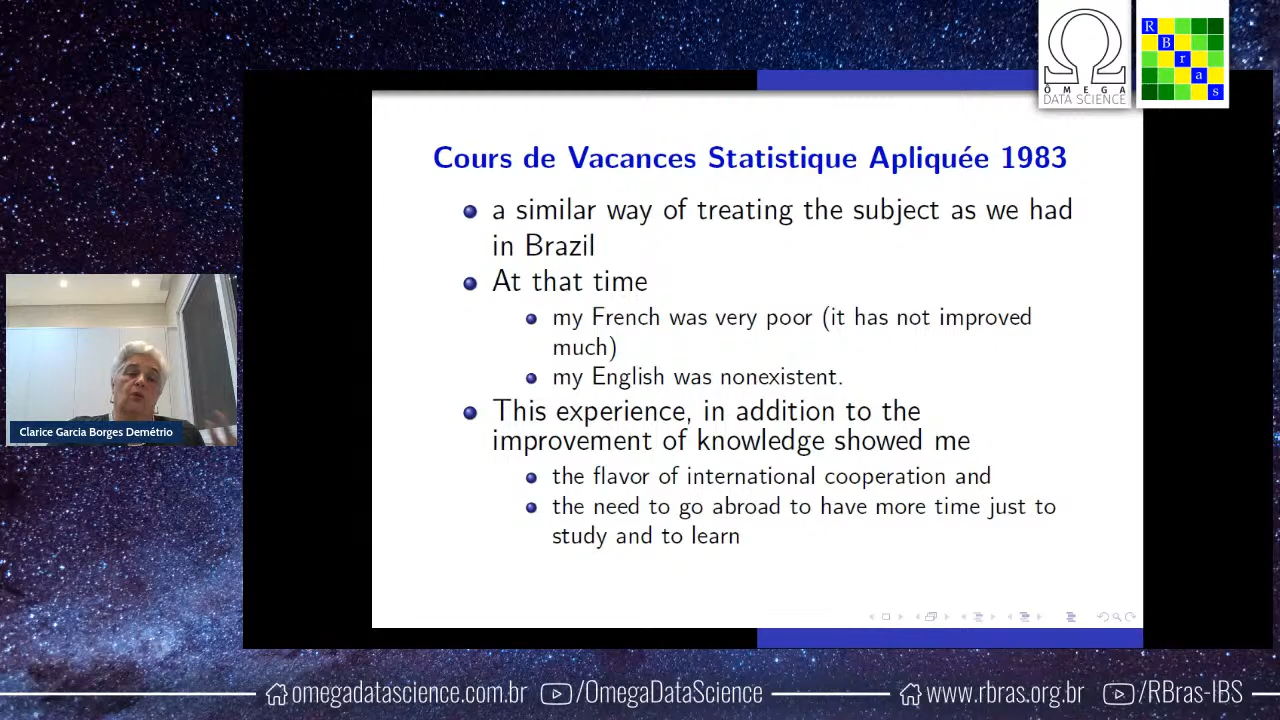 Ω
ÔMEGA
DATA SCIENCE
R
B
r
a
s
Cours de Vacances Statistique Apliquée 1983
a similar way of treating the subject as we had
in Brazil
At that time
my French was very poor (it has not improved
much)
my English was nonexistent.
This experience, in addition to the
improvement of knowledge showed me
the flavor of international cooperation and
the need to go abroad to have more time just to
study and to learn
Clarice Garcia Borges Demétrio
omegadatascience.com.br /OmegaDataScience www.rbras.org.br /RBras-IBS